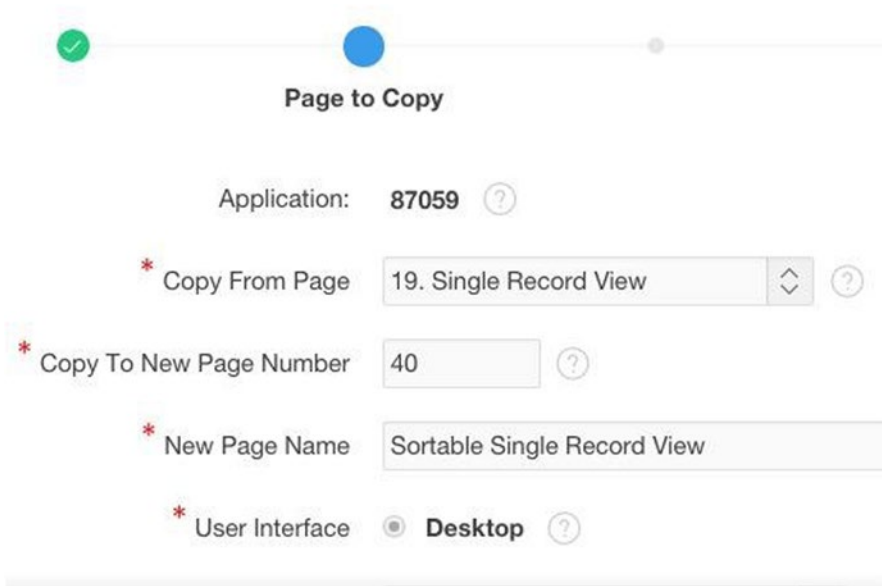 Page to Copy
Application: 87059 ?
* Copy From Page 19. Single Record View ?
* Copy To New Page Number 40 ?
* New Page Name Sortable Single Record View
* User Interface Desktop ?